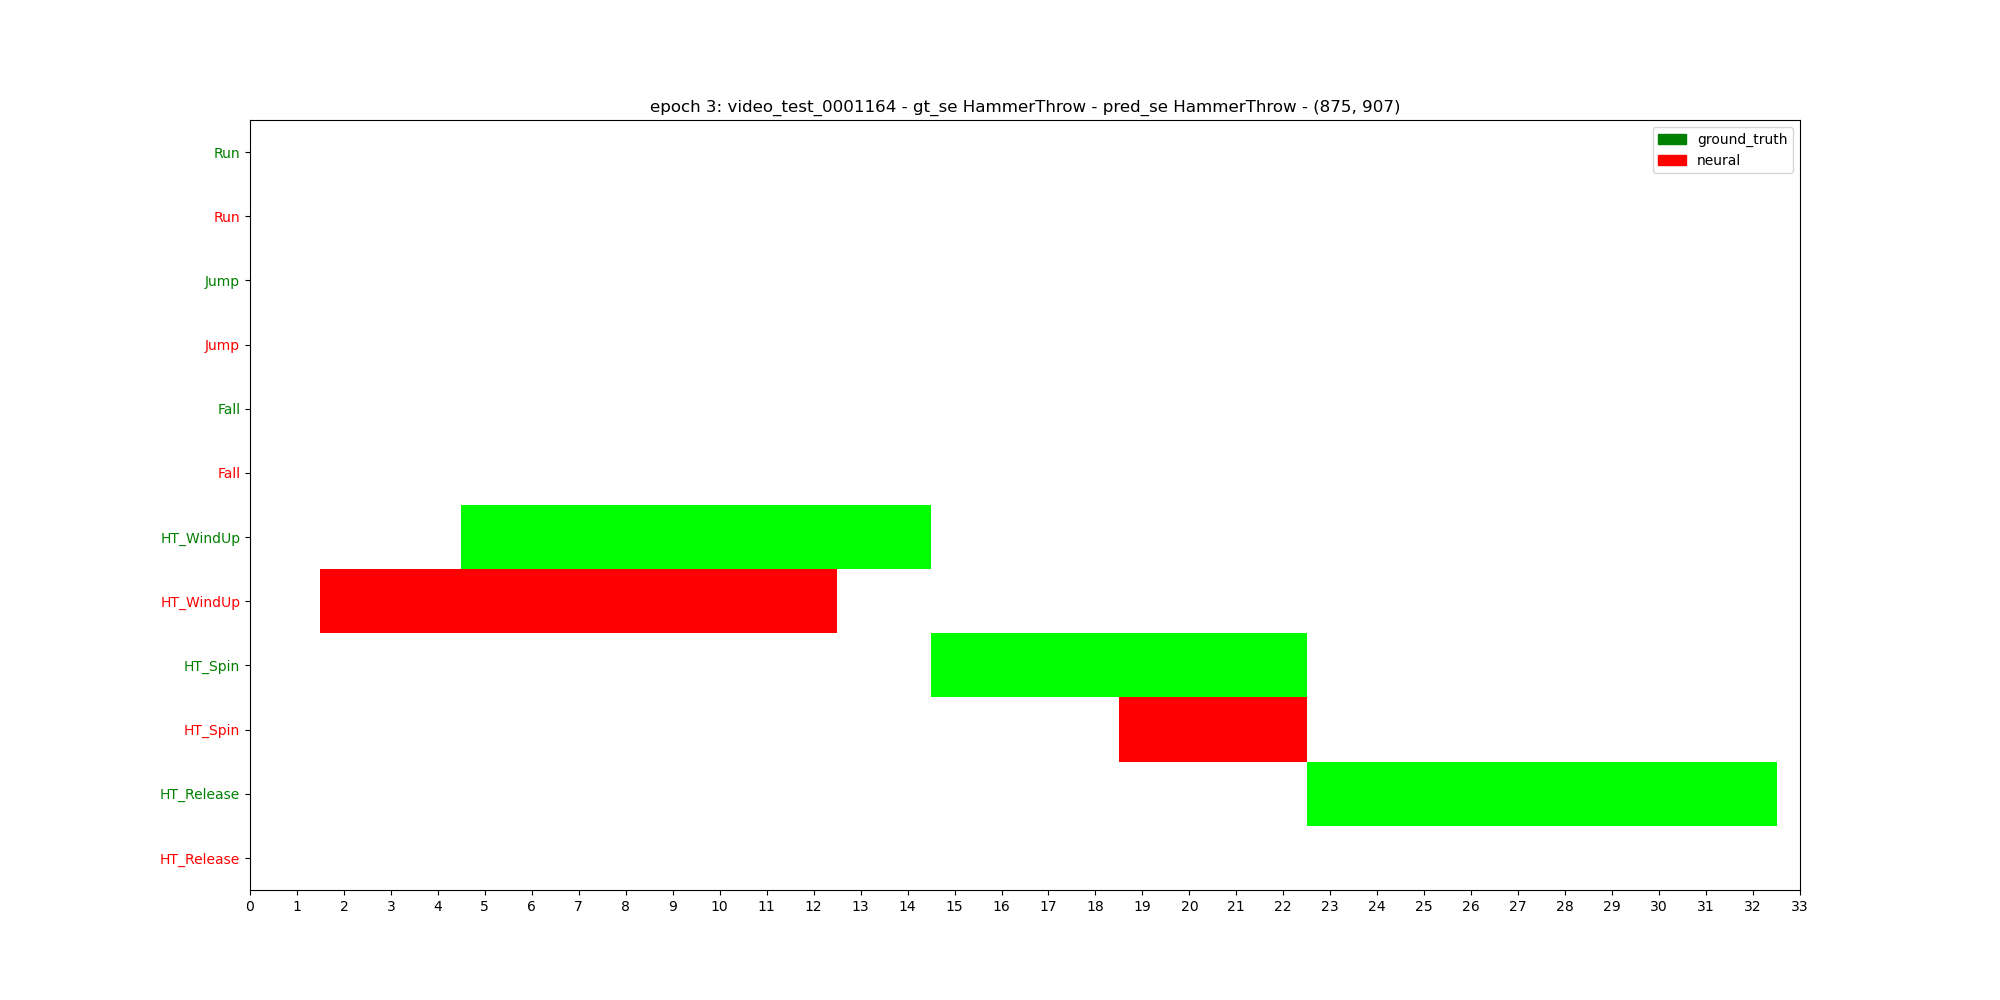 epoch 3: video_test_0001164 - gt_se HammerThrow - pred_se HammerThrow - (875, 907)
ground_truth
neural
Run
Run
Jump
Jump
Fall
Fall
HT_WindUp
HT_WindUp
HT_Spin
HT_Spin
HT_Release
HT_Release
0 1 2 3 4 5 6 7 8 9 10 11 12 13 14 15 16 17 18 19 20 21 22 23 24 25 26 27 28 29 30 31 32 33